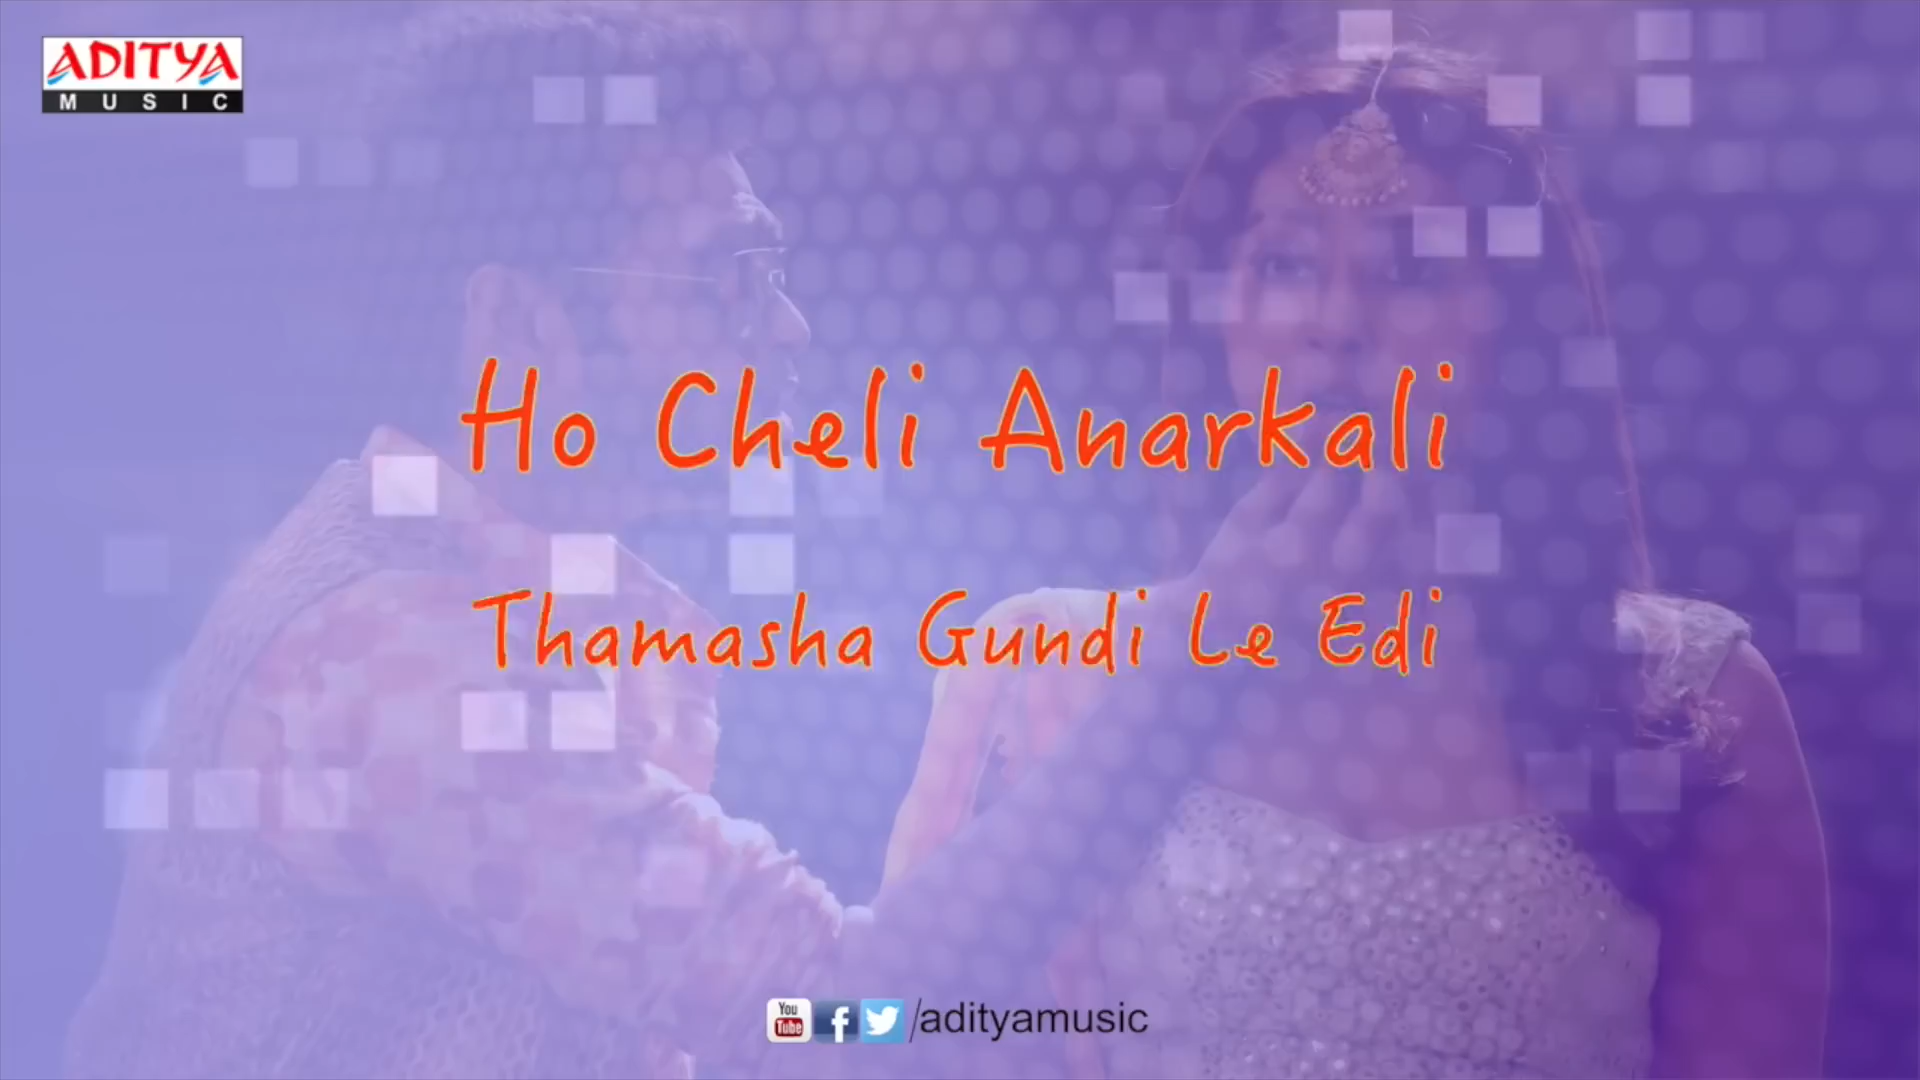 ADITYA
MUSIC
Ho Cheli Anarkali
Thamasha Gundi Le Edi
You
Tube f /adityamusic